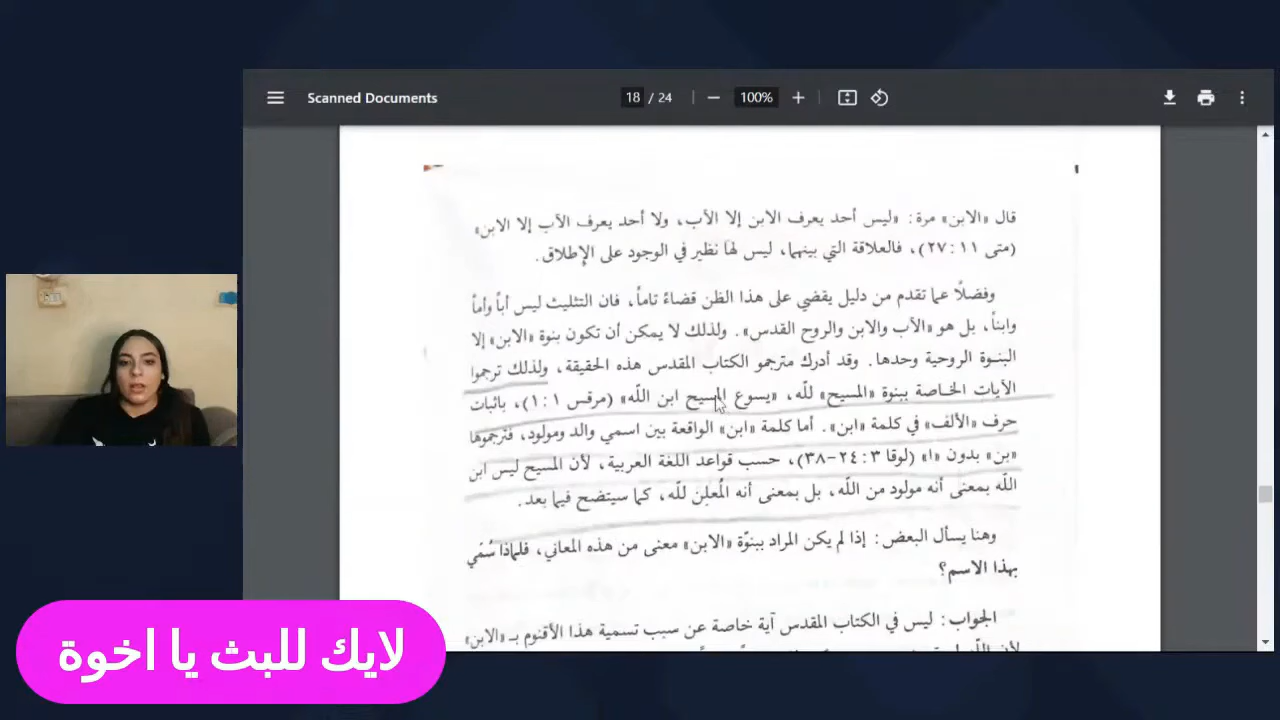 Scanned Documents
18 / 24
100%
قال «الابن» مرة: «ليس أحد يعرف الابن إلا الآب، ولا أحد يعرف الآب إلا الابن»
(متى ١١: ٢٧)، فالعلاقة التي بينهما، ليس لها نظير في الوجود على الإطلاق.
وفضلًا عما تقدم من دليل يقضي على هذا الظن قضاءً تاماً، فان التثليث ليس أباً وأماً
وابناً، بل هو «الآب والابن والروح القدس». ولذلك لا يمكن أن تكون بنوة «الابن» إلا
البنوة الروحية وحدها. وقد أدرك مترجمو الكتاب المقدس هذه الحقيقة، ولذلك ترجموا
الآيات الخاصة ببنوة «المسيح» لله، «يسوع المسيح ابن الله» (مرقس ١: ١)، باثبات
حرف «الألف» في كلمة «ابن». أما كلمة «ابن» الواقعة بين اسمي والد ومولود، فترجموها
«بن» بدون «ا» (لوقا ٣: ٢٤-٣٨)، حسب قواعد اللغة العربية، لأن المسيح ليس ابن
الله بمعنى أنه مولود من الله، بل بمعنى أنه المُعلِن لله، كما سيتضح فيما بعد.
وهنا يسأل البعض: إذا لم يكن المراد ببنوّة «الابن» معنى من هذه المعاني، فلماذا سُمّي
بهذا الاسم؟
الجواب: ليس في الكتاب المقدس آية خاصة عن سبب تسمية هذا الأقنوم بـ «الابن»
لايك للبث يا اخوة